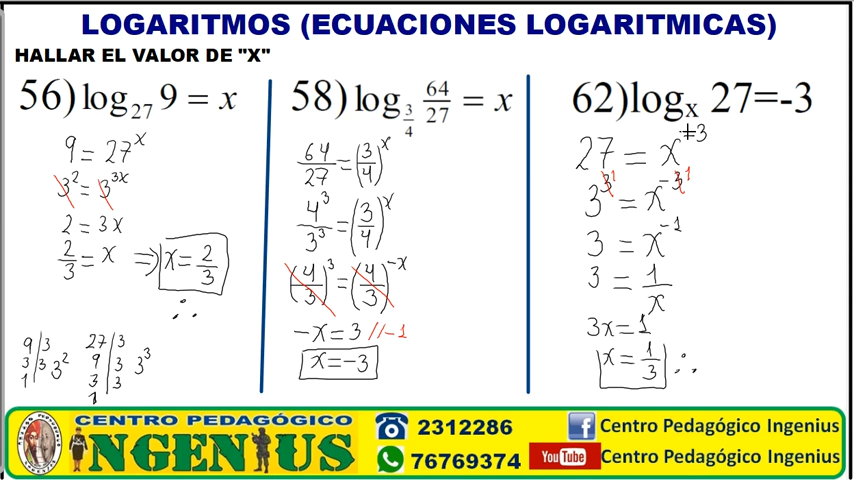 LOGARITMOS (ECUACIONES LOGARITMICAS)
HALLAR EL VALOR DE "X"
56) log₂₇ 9 = x
9 = 27ˣ
3² = 3³ˣ
2 = 3x
2/3 = x ⇒ x = 2/3
∴
9|3 27|3
3|3 3² 9|3 3³
1 3|3
1
58) log_(3/4) 64/27 = x
64/27 = (3/4)ˣ
4³/3³ = (3/4)ˣ
(4/3)³ = (4/3)⁻ˣ
-x = 3 //-1
x = -3
62)logₓ 27=-3
27 = x⁻³
3³ ¹ = x⁻³ ¹
3 = x⁻¹
3 = 1/x
3x = 1
x = 1/3 ∴
CENTRO PEDAGÓGICO
INGENIUS
2312286
76769374
Centro Pedagógico Ingenius
YouTube Centro Pedagógico Ingenius